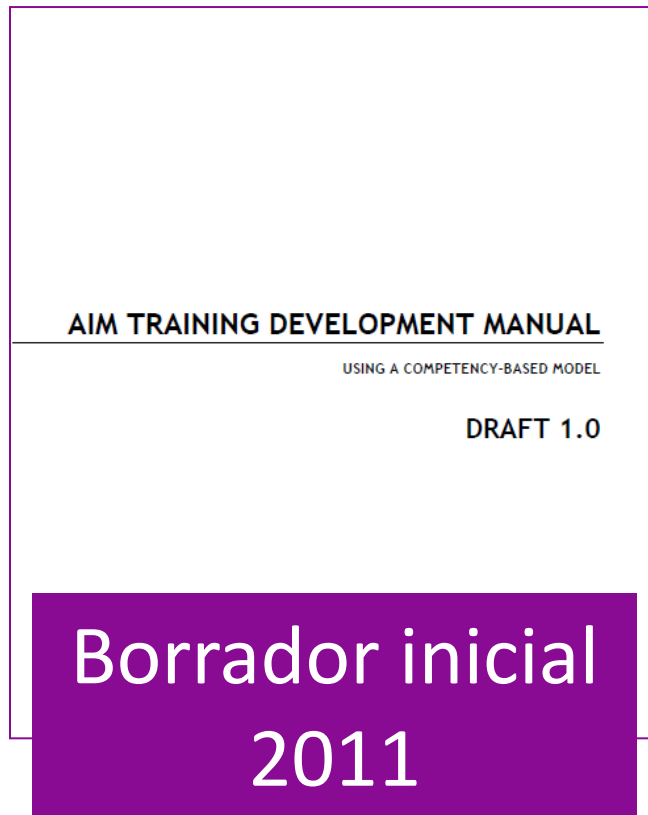 AIM TRAINING DEVELOPMENT MANUAL
USING A COMPETENCY-BASED MODEL
DRAFT 1.0
Borrador inicial
2011